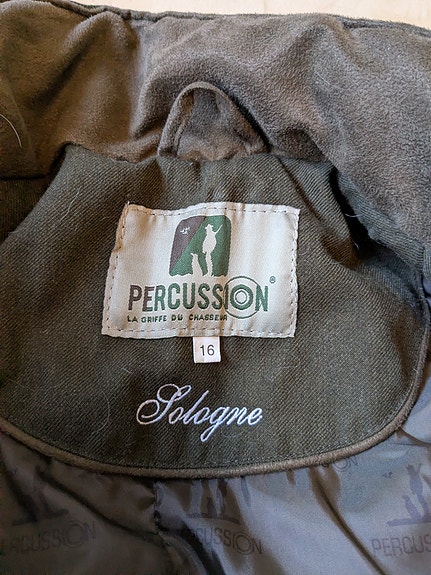 PERCUSSION®
LA GRIFFE DU CHASSEUR
16
Sologne
PERCUSSION
PERCUSSION
PERCUSSION